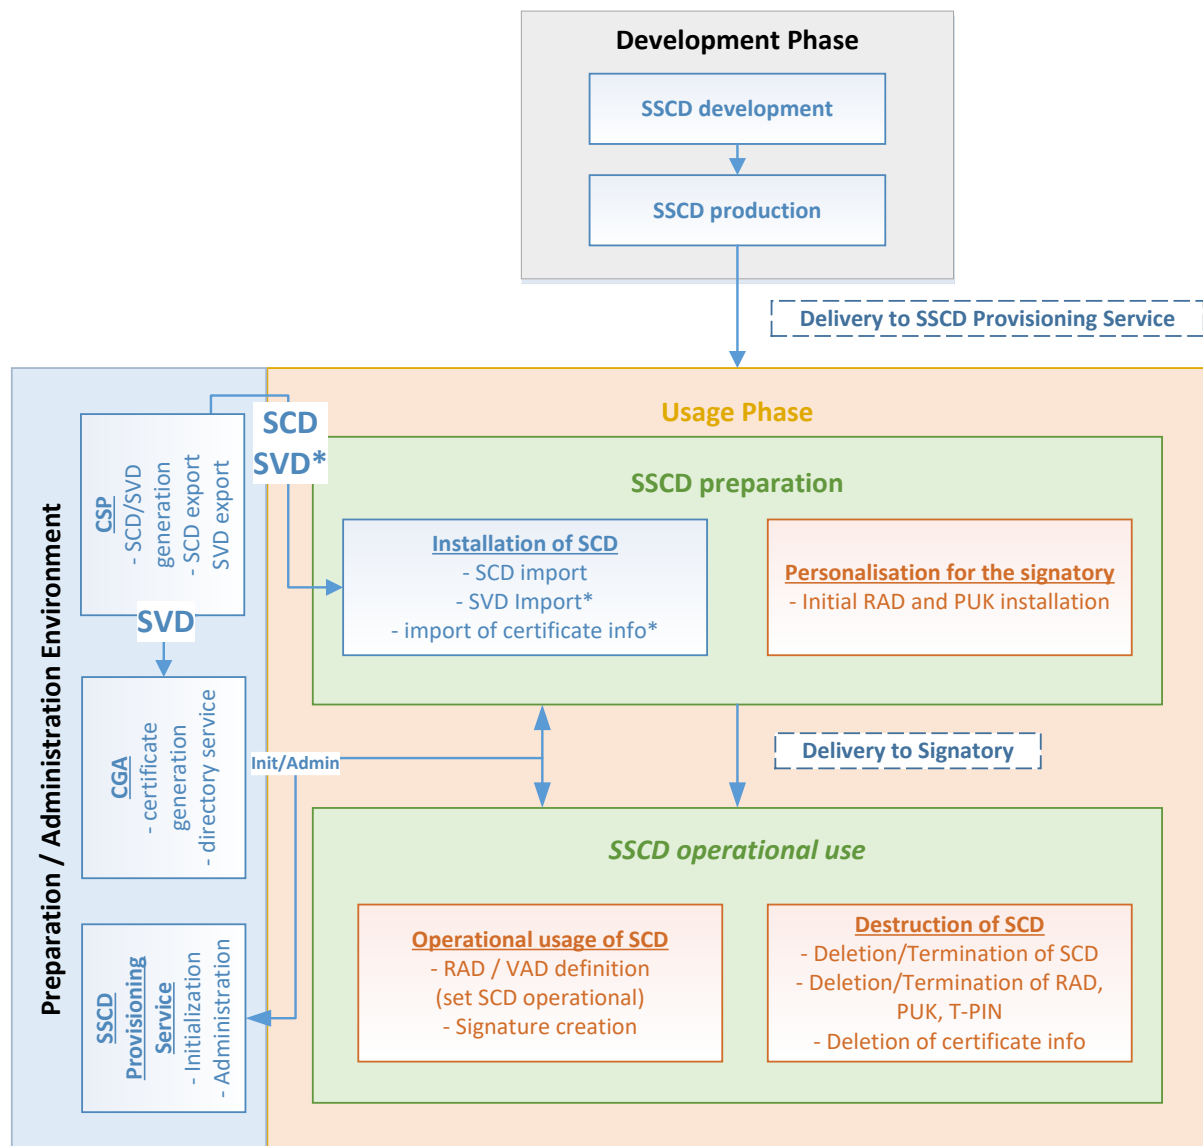 Development Phase
SSCD development
SSCD production
Delivery to SSCD Provisioning Service
Preparation / Administration Environment
CSP
- SCD/SVD
generation
- SCD export
SVD export
SCD
SVD*
SVD
CGA
- certificate
generation
- directory service
Init/Admin
SSCD
Provisioning
Service
- Initialization
- Administration
Usage Phase
SSCD preparation
Installation of SCD
- SCD import
- SVD Import*
- import of certificate info*
Personalisation for the signatory
- Initial RAD and PUK installation
Delivery to Signatory
SSCD operational use
Operational usage of SCD
- RAD / VAD definition
(set SCD operational)
- Signature creation
Destruction of SCD
- Deletion/Termination of SCD
- Deletion/Termination of RAD,
PUK, T-PIN
- Deletion of certificate info